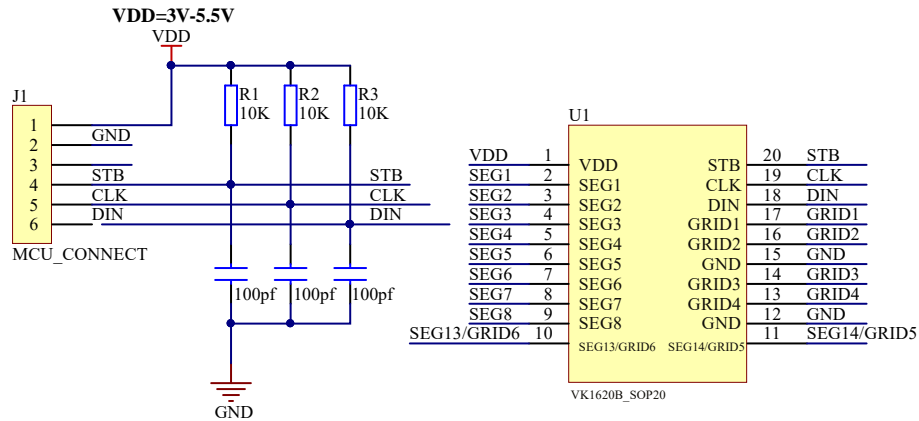 VDD=3V-5.5V
VDD
J1
1
2 GND
3
4 STB STB
5 CLK CLK
6 DIN DIN
MCU_CONNECT
R1 R2 R3
10K 10K 10K
100pf 100pf 100pf
GND
U1
VDD 1 VDD STB 20 STB
SEG1 2 SEG1 CLK 19 CLK
SEG2 3 SEG2 DIN 18 DIN
SEG3 4 SEG3 GRID1 17 GRID1
SEG4 5 SEG4 GRID2 16 GRID2
SEG5 6 SEG5 GND 15 GND
SEG6 7 SEG6 GRID3 14 GRID3
SEG7 8 SEG7 GRID4 13 GRID4
SEG8 9 SEG8 GND 12 GND
SEG13/GRID6 10 SEG13/GRID6 SEG14/GRID5 11 SEG14/GRID5
VK1620B_SOP20